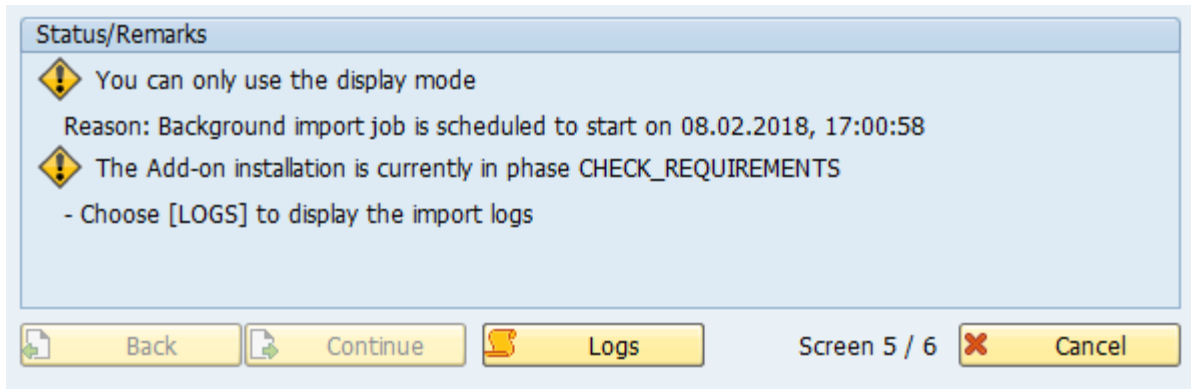 Status/Remarks
You can only use the display mode
Reason: Background import job is scheduled to start on 08.02.2018, 17:00:58
The Add-on installation is currently in phase CHECK_REQUIREMENTS
- Choose [LOGS] to display the import logs
Back Continue Logs Screen 5 / 6 Cancel